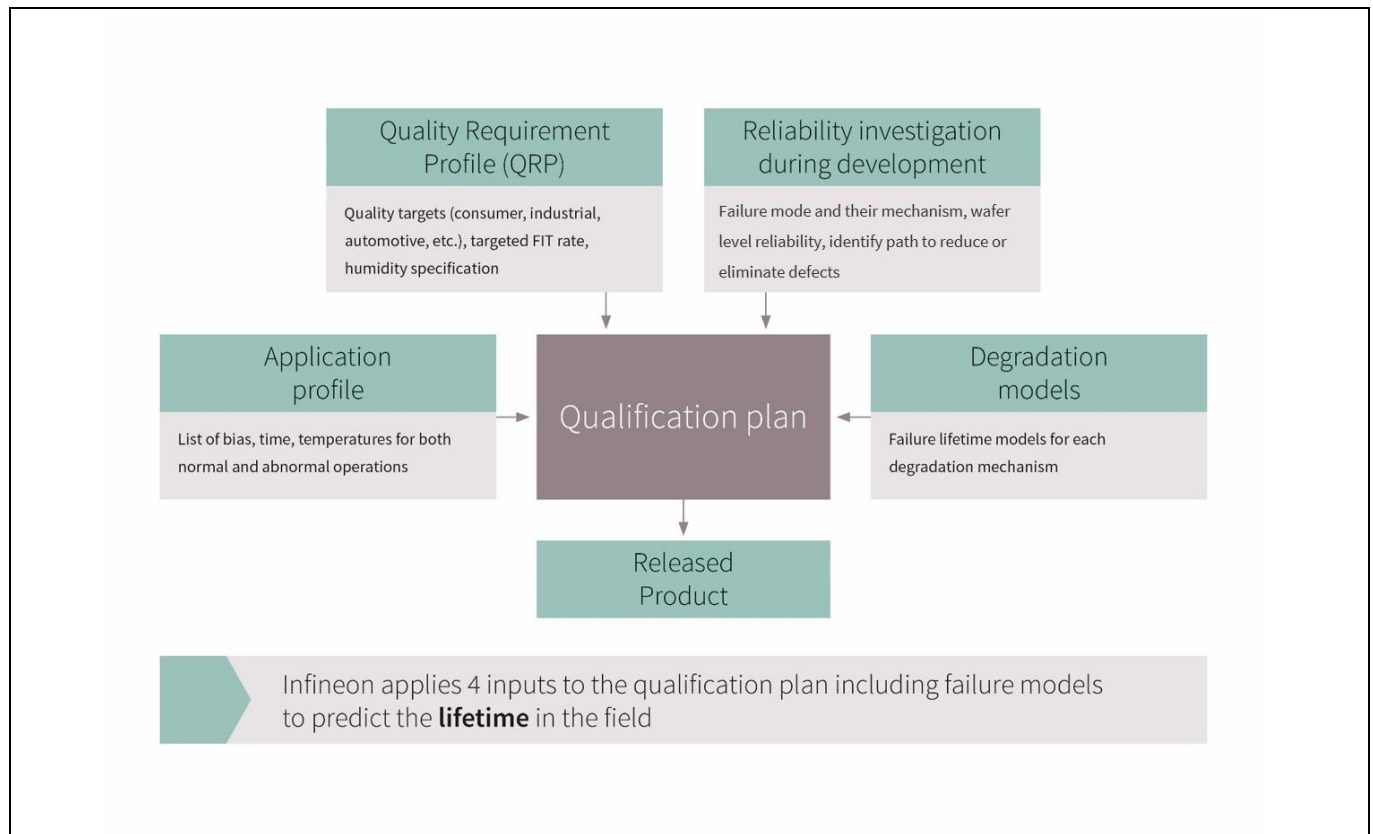 Quality Requirement
Profile (QRP)
Quality targets (consumer, industrial,
automotive, etc.), targeted FIT rate,
humidity specification
Reliability investigation
during development
Failure mode and their mechanism, wafer
level reliability, identify path to reduce or
eliminate defects
Application
profile
List of bias, time, temperatures for both
normal and abnormal operations
Qualification plan
Degradation
models
Failure lifetime models for each
degradation mechanism
Released
Product
Infineon applies 4 inputs to the qualification plan including failure models
to predict the lifetime in the field